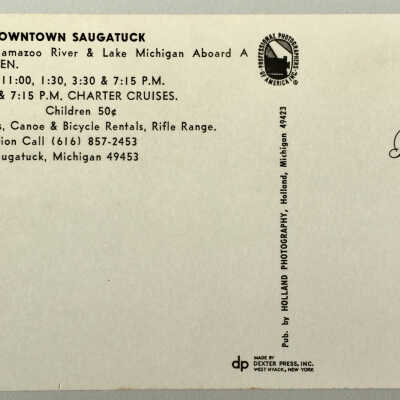 OWNTOWN SAUGATUCK
amazoo River & Lake Michigan Aboard A
EN.
11:00, 1:30, 3:30 & 7:15 P.M.
& 7:15 P.M. CHARTER CRUISES.
Children 50¢
s, Canoe & Bicycle Rentals, Rifle Range.
ion Call (616) 857-2453
ugatuck, Michigan 49453
PROFESSIONAL PHOTOGRAPHERS
OF AMERICA INC.
®
Pub. by HOLLAND PHOTOGRAPHY, Holland, Michigan 49423
dp
MADE BY
DEXTER PRESS, INC.
WEST NYACK, NEW YORK